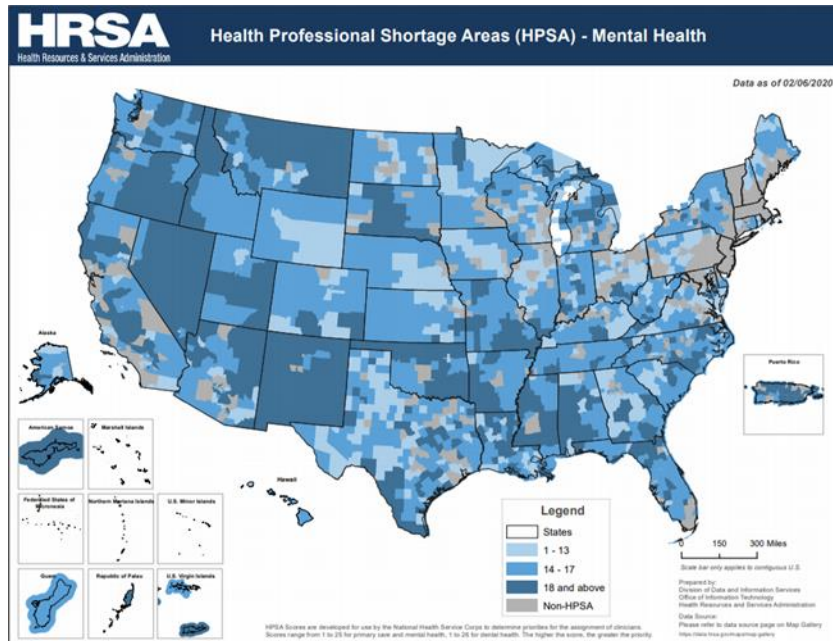 HRSA
Health Resources & Services Administration
Health Professional Shortage Areas (HPSA) - Mental Health
Data as of 02/06/2020
Alaska
Hawaii
Puerto Rico
American Samoa
Marshall Islands
Federated States of
Micronesia
Northern Mariana Islands
U.S. Minor Islands
Guam
Republic of Palau
U.S. Virgin Islands
Legend
States
1 - 13
14 - 17
18 and above
Non-HPSA
0 150 300 Miles
Scale bar only applies to contiguous U.S.
Prepared by:
Division of Data and Information Services
Office of Information Technology
Health Resources and Services Administration
Data Source:
Please refer to data source page on Map Gallery
HPSA Scores are developed for use by the National Health Service Corps to determine priorities for the assignment of clinicians.
Scores range from 1 to 25 for primary care and mental health, 1 to 26 for dental health. The higher the score, the greater the priority.